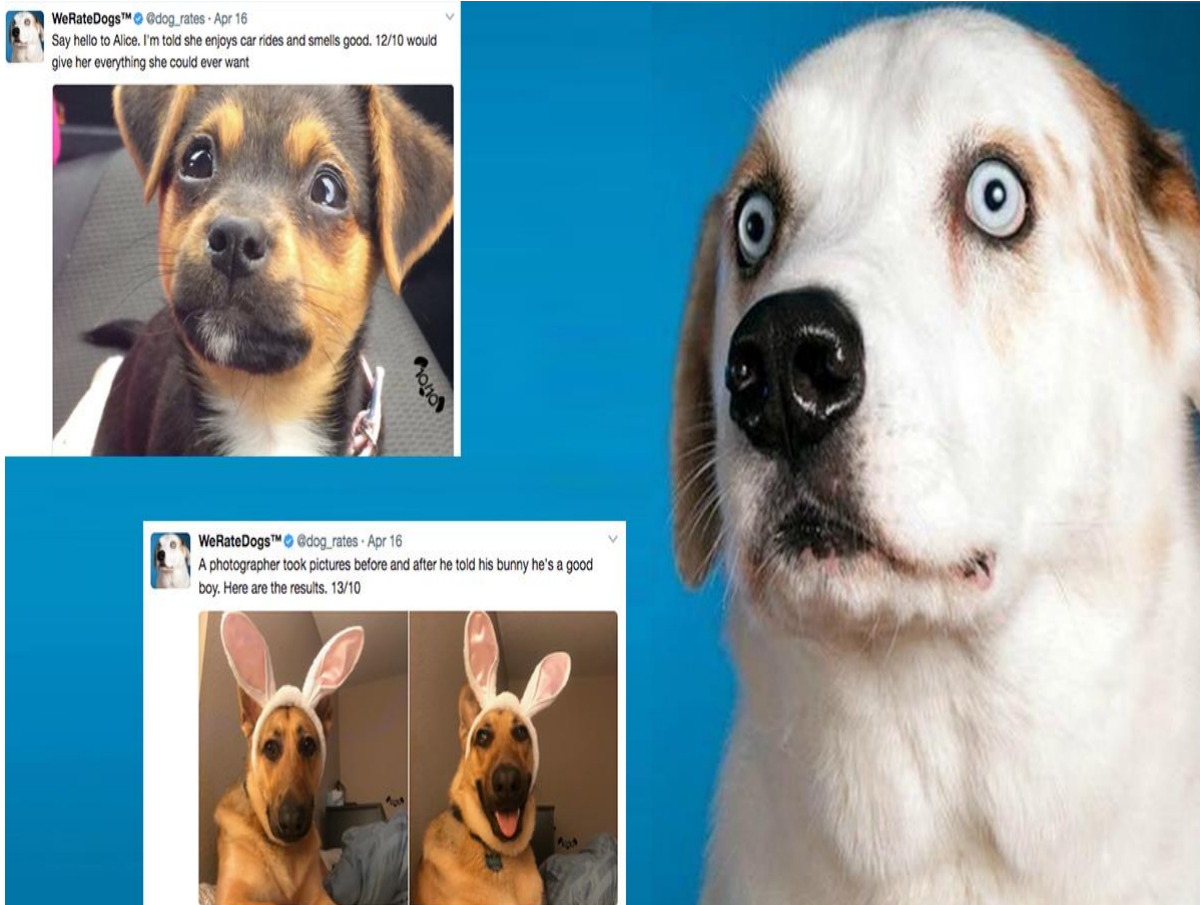 WeRateDogs™ @dog_rates · Apr 16
Say hello to Alice. I'm told she enjoys car rides and smells good. 12/10 would
give her everything she could ever want
10/10
WeRateDogs™ @dog_rates · Apr 16
A photographer took pictures before and after he told his bunny he's a good
boy. Here are the results. 13/10